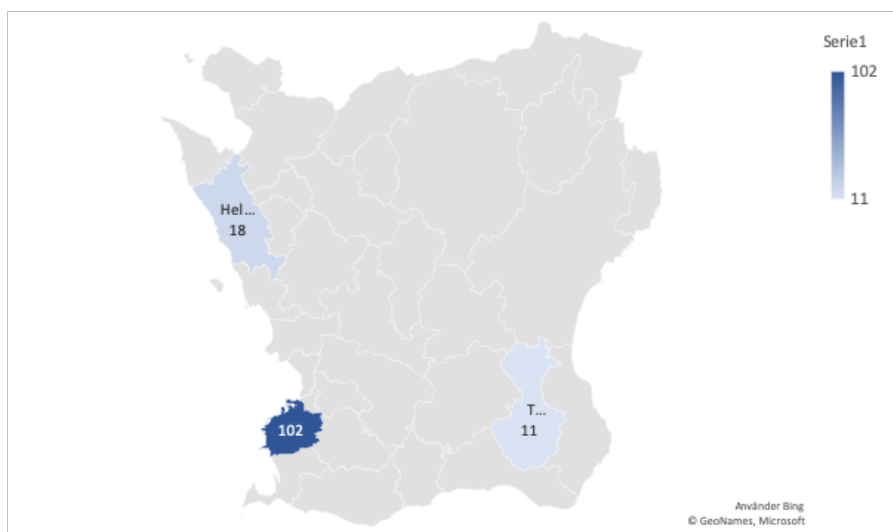 Serie1
102
11
Hel...
18
102
T...
11
Använder Bing
© GeoNames, Microsoft